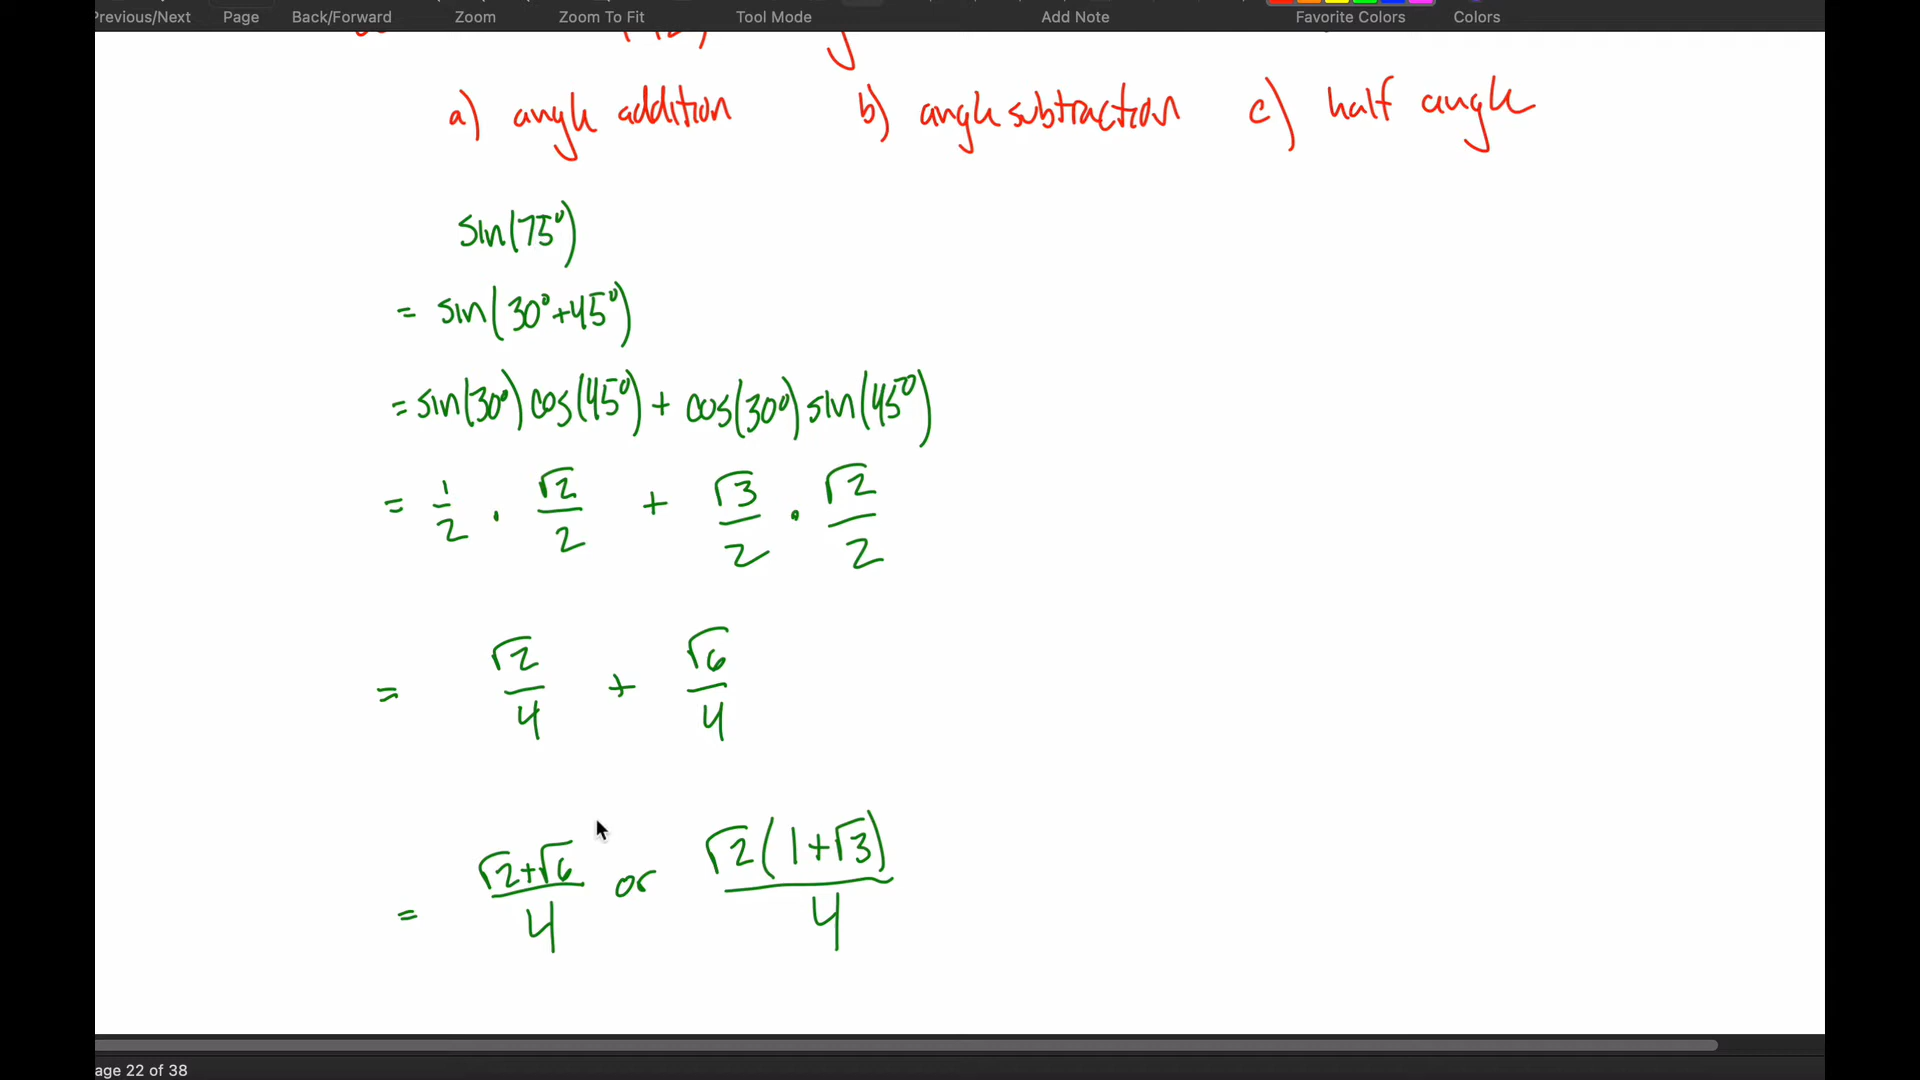 Previous/Next Page Back/Forward Zoom Zoom To Fit Tool Mode Add Note Favorite Colors Colors
a) angle addition b) angle subtraction c) half angle
sin(75°)
= sin(30°+45°)
= sin(30°) cos(45°) + cos(30°) sin(45°)
= 1/2 · √2/2 + √3/2 · √2/2
= √2/4 + √6/4
= √2+√6/4 or √2(1+√3)/4
age 22 of 38